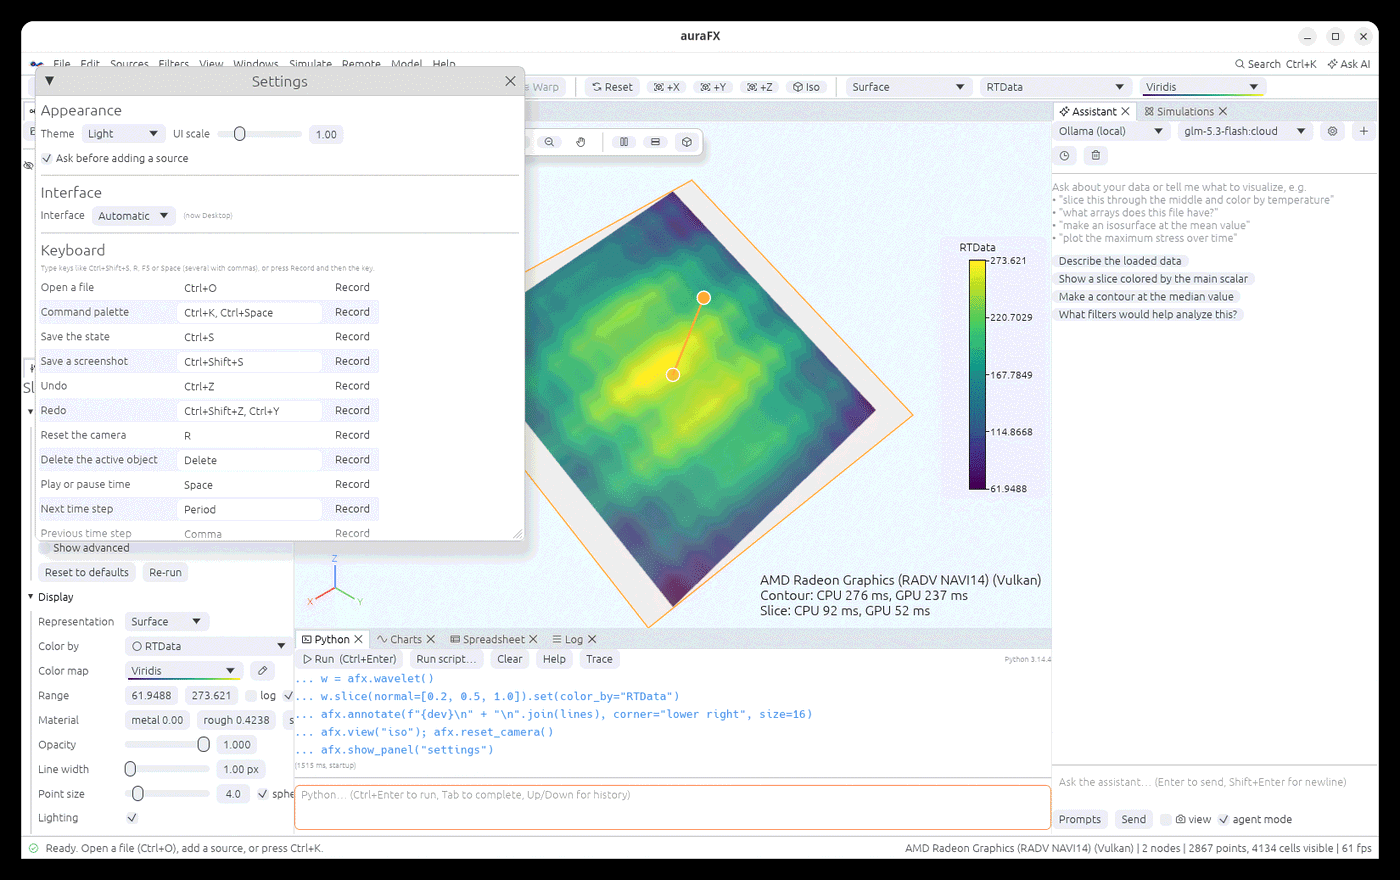 auraFX
File Edit Sources Filters View Windows Simulate Remote Model Help
Search Ctrl+K Ask AI
Warp Reset +X +Y +Z Iso Surface RTData Viridis
Settings
Appearance
Theme Light UI scale 1.00
Ask before adding a source
Interface
Interface Automatic (now Desktop)
Keyboard
Type keys like Ctrl+Shift+S, R, F5 or Space (several with commas), or press Record and then the key.
Open a file Ctrl+O Record
Command palette Ctrl+K, Ctrl+Space Record
Save the state Ctrl+S Record
Save a screenshot Ctrl+Shift+S Record
Undo Ctrl+Z Record
Redo Ctrl+Shift+Z, Ctrl+Y Record
Reset the camera R Record
Delete the active object Delete Record
Play or pause time Space Record
Next time step Period Record
Previous time step Comma Record
Show advanced
Reset to defaults Re-run
Display
Representation Surface
Color by RTData
Color map Viridis
Range 61.9488 273.621 log
Material metal 0.00 rough 0.4238 s
Opacity 1.000
Line width 1.00 px
Point size 4.0 sphe
Lighting
RTData
273.621
220.7029
167.7849
114.8668
61.9488
Z
X
Y
AMD Radeon Graphics (RADV NAVI14) (Vulkan)
Contour: CPU 276 ms, GPU 237 ms
Slice: CPU 92 ms, GPU 52 ms
Python Charts Spreadsheet Log
Run (Ctrl+Enter) Run script... Clear Help Trace Python 3.14.4
... w = afx.wavelet()
... w.slice(normal=[0.2, 0.5, 1.0]).set(color_by="RTData")
... afx.annotate(f"{dev}\n" + "\n".join(lines), corner="lower right", size=16)
... afx.view("iso"); afx.reset_camera()
... afx.show_panel("settings")
(1515 ms, startup)
Python... (Ctrl+Enter to run, Tab to complete, Up/Down for history)
Assistant Simulations
Ollama (local) glm-5.3-flash:cloud
Ask about your data or tell me what to visualize, e.g.
• "slice this through the middle and color by temperature"
• "what arrays does this file have?"
• "make an isosurface at the mean value"
• "plot the maximum stress over time"
Describe the loaded data
Show a slice colored by the main scalar
Make a contour at the median value
What filters would help analyze this?
Ask the assistant... (Enter to send, Shift+Enter for newline)
Prompts Send view agent mode
Ready. Open a file (Ctrl+O), add a source, or press Ctrl+K.
AMD Radeon Graphics (RADV NAVI14) (Vulkan) | 2 nodes | 2867 points, 4134 cells visible | 61 fps